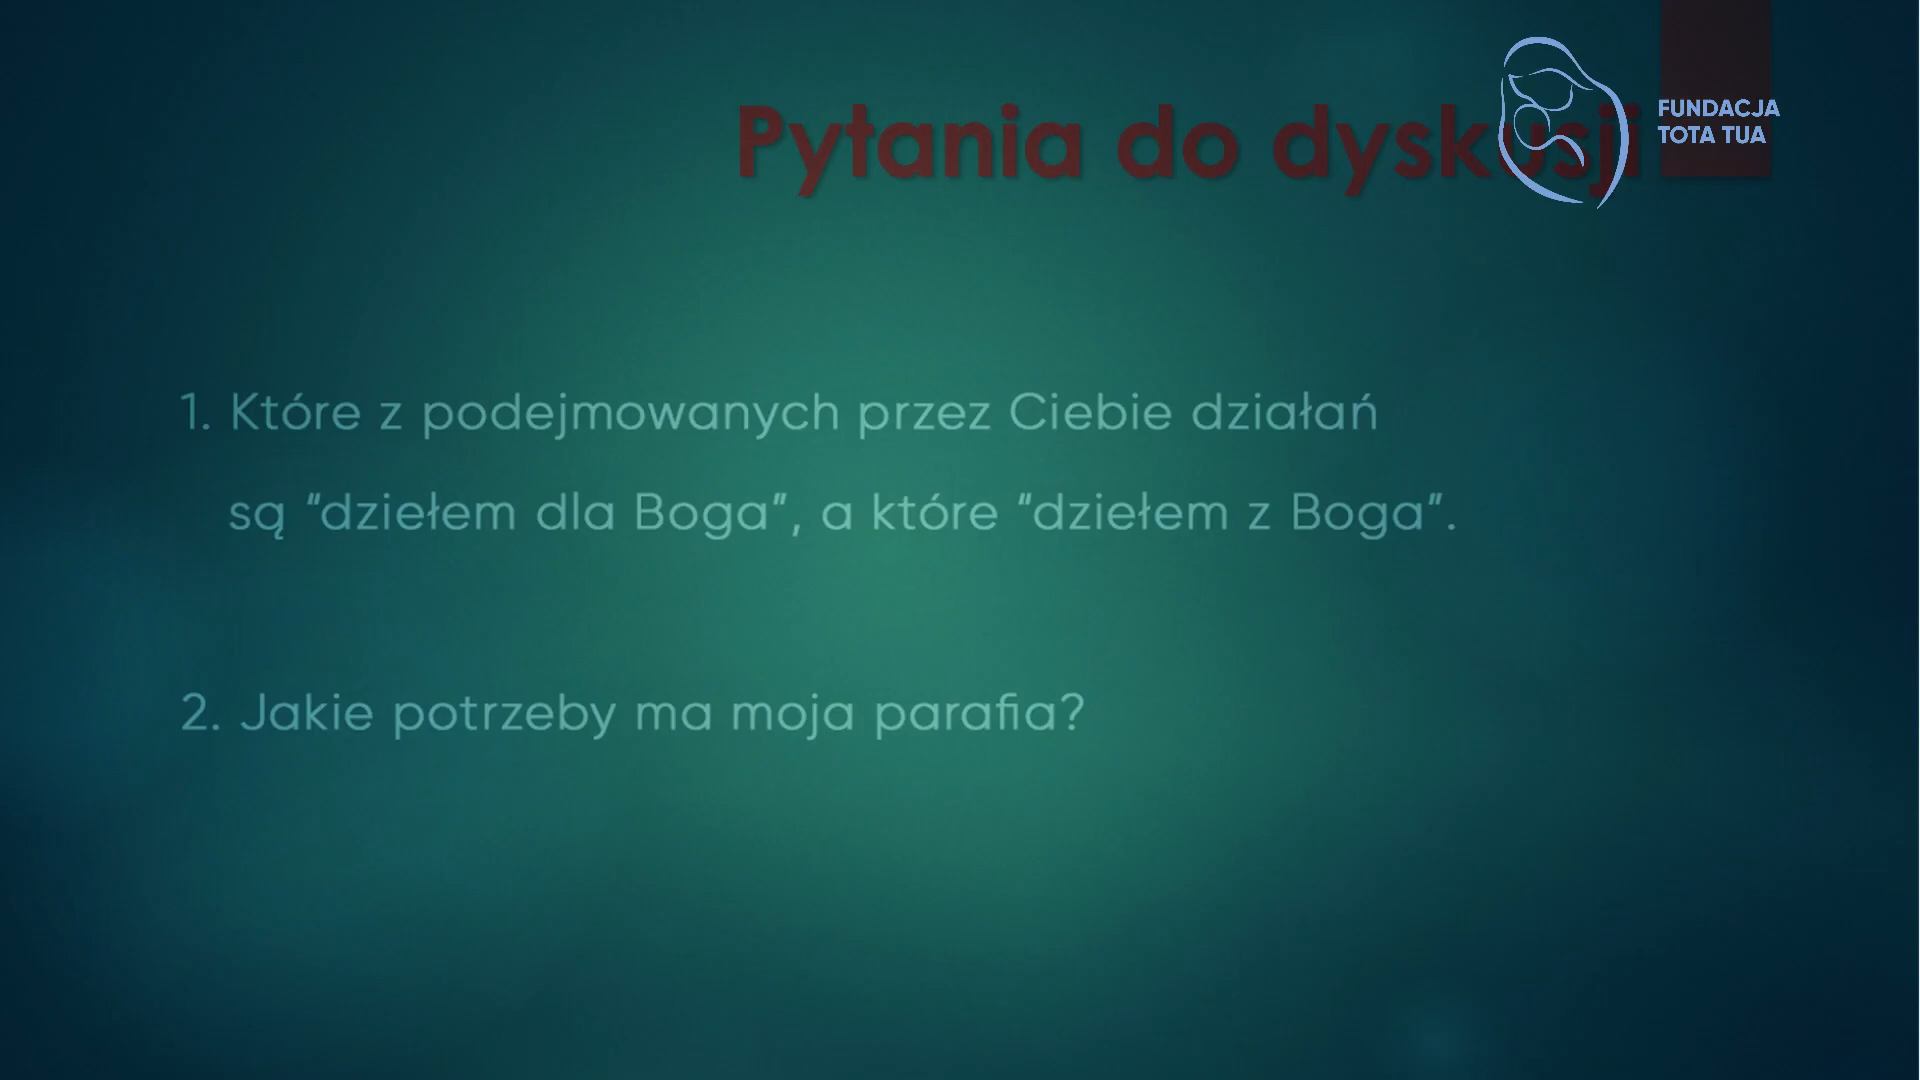 Pytania do dyskusji
FUNDACJA
TOTA TUA
1. Które z podejmowanych przez Ciebie działań
są "dziełem dla Boga", a które "dziełem z Boga".
2. Jakie potrzeby ma moja parafia?